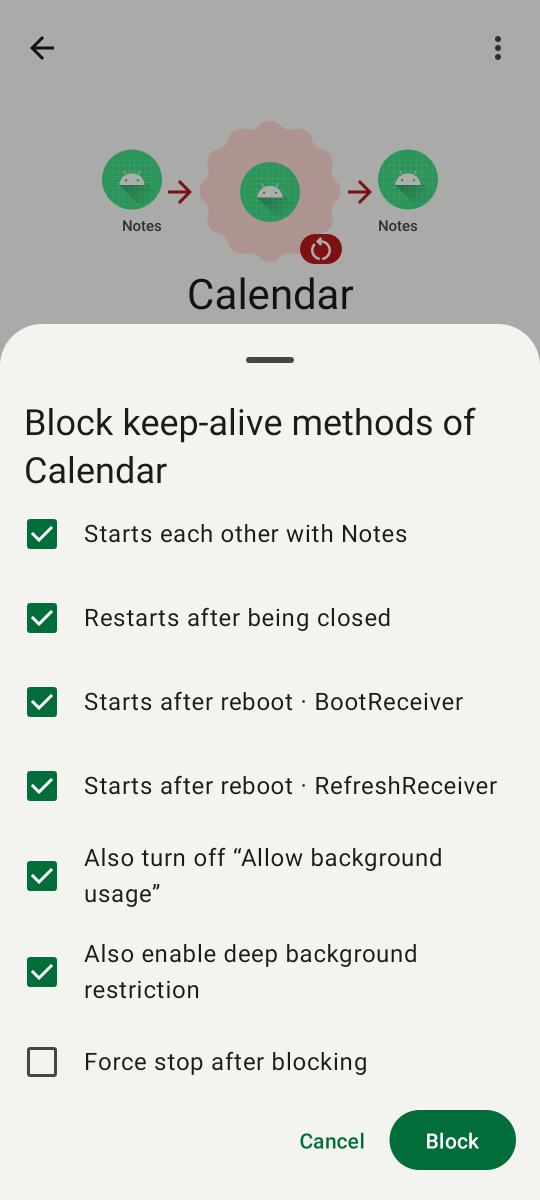 Notes
Notes
Calendar
Block keep-alive methods of
Calendar
Starts each other with Notes
Restarts after being closed
Starts after reboot · BootReceiver
Starts after reboot · RefreshReceiver
Also turn off “Allow background
usage”
Also enable deep background
restriction
Force stop after blocking
Cancel
Block